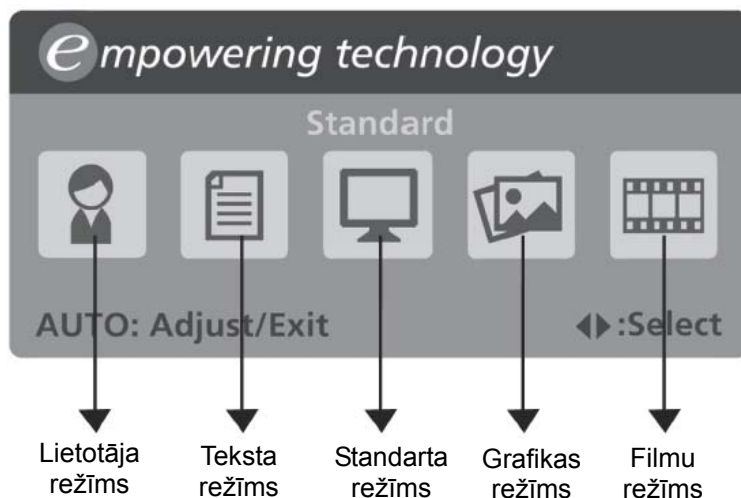 empowering technology
Standard
AUTO: Adjust/Exit
:Select
Lietotāja režīms
Teksta režīms
Standarta režīms
Grafikas režīms
Filmu režīms